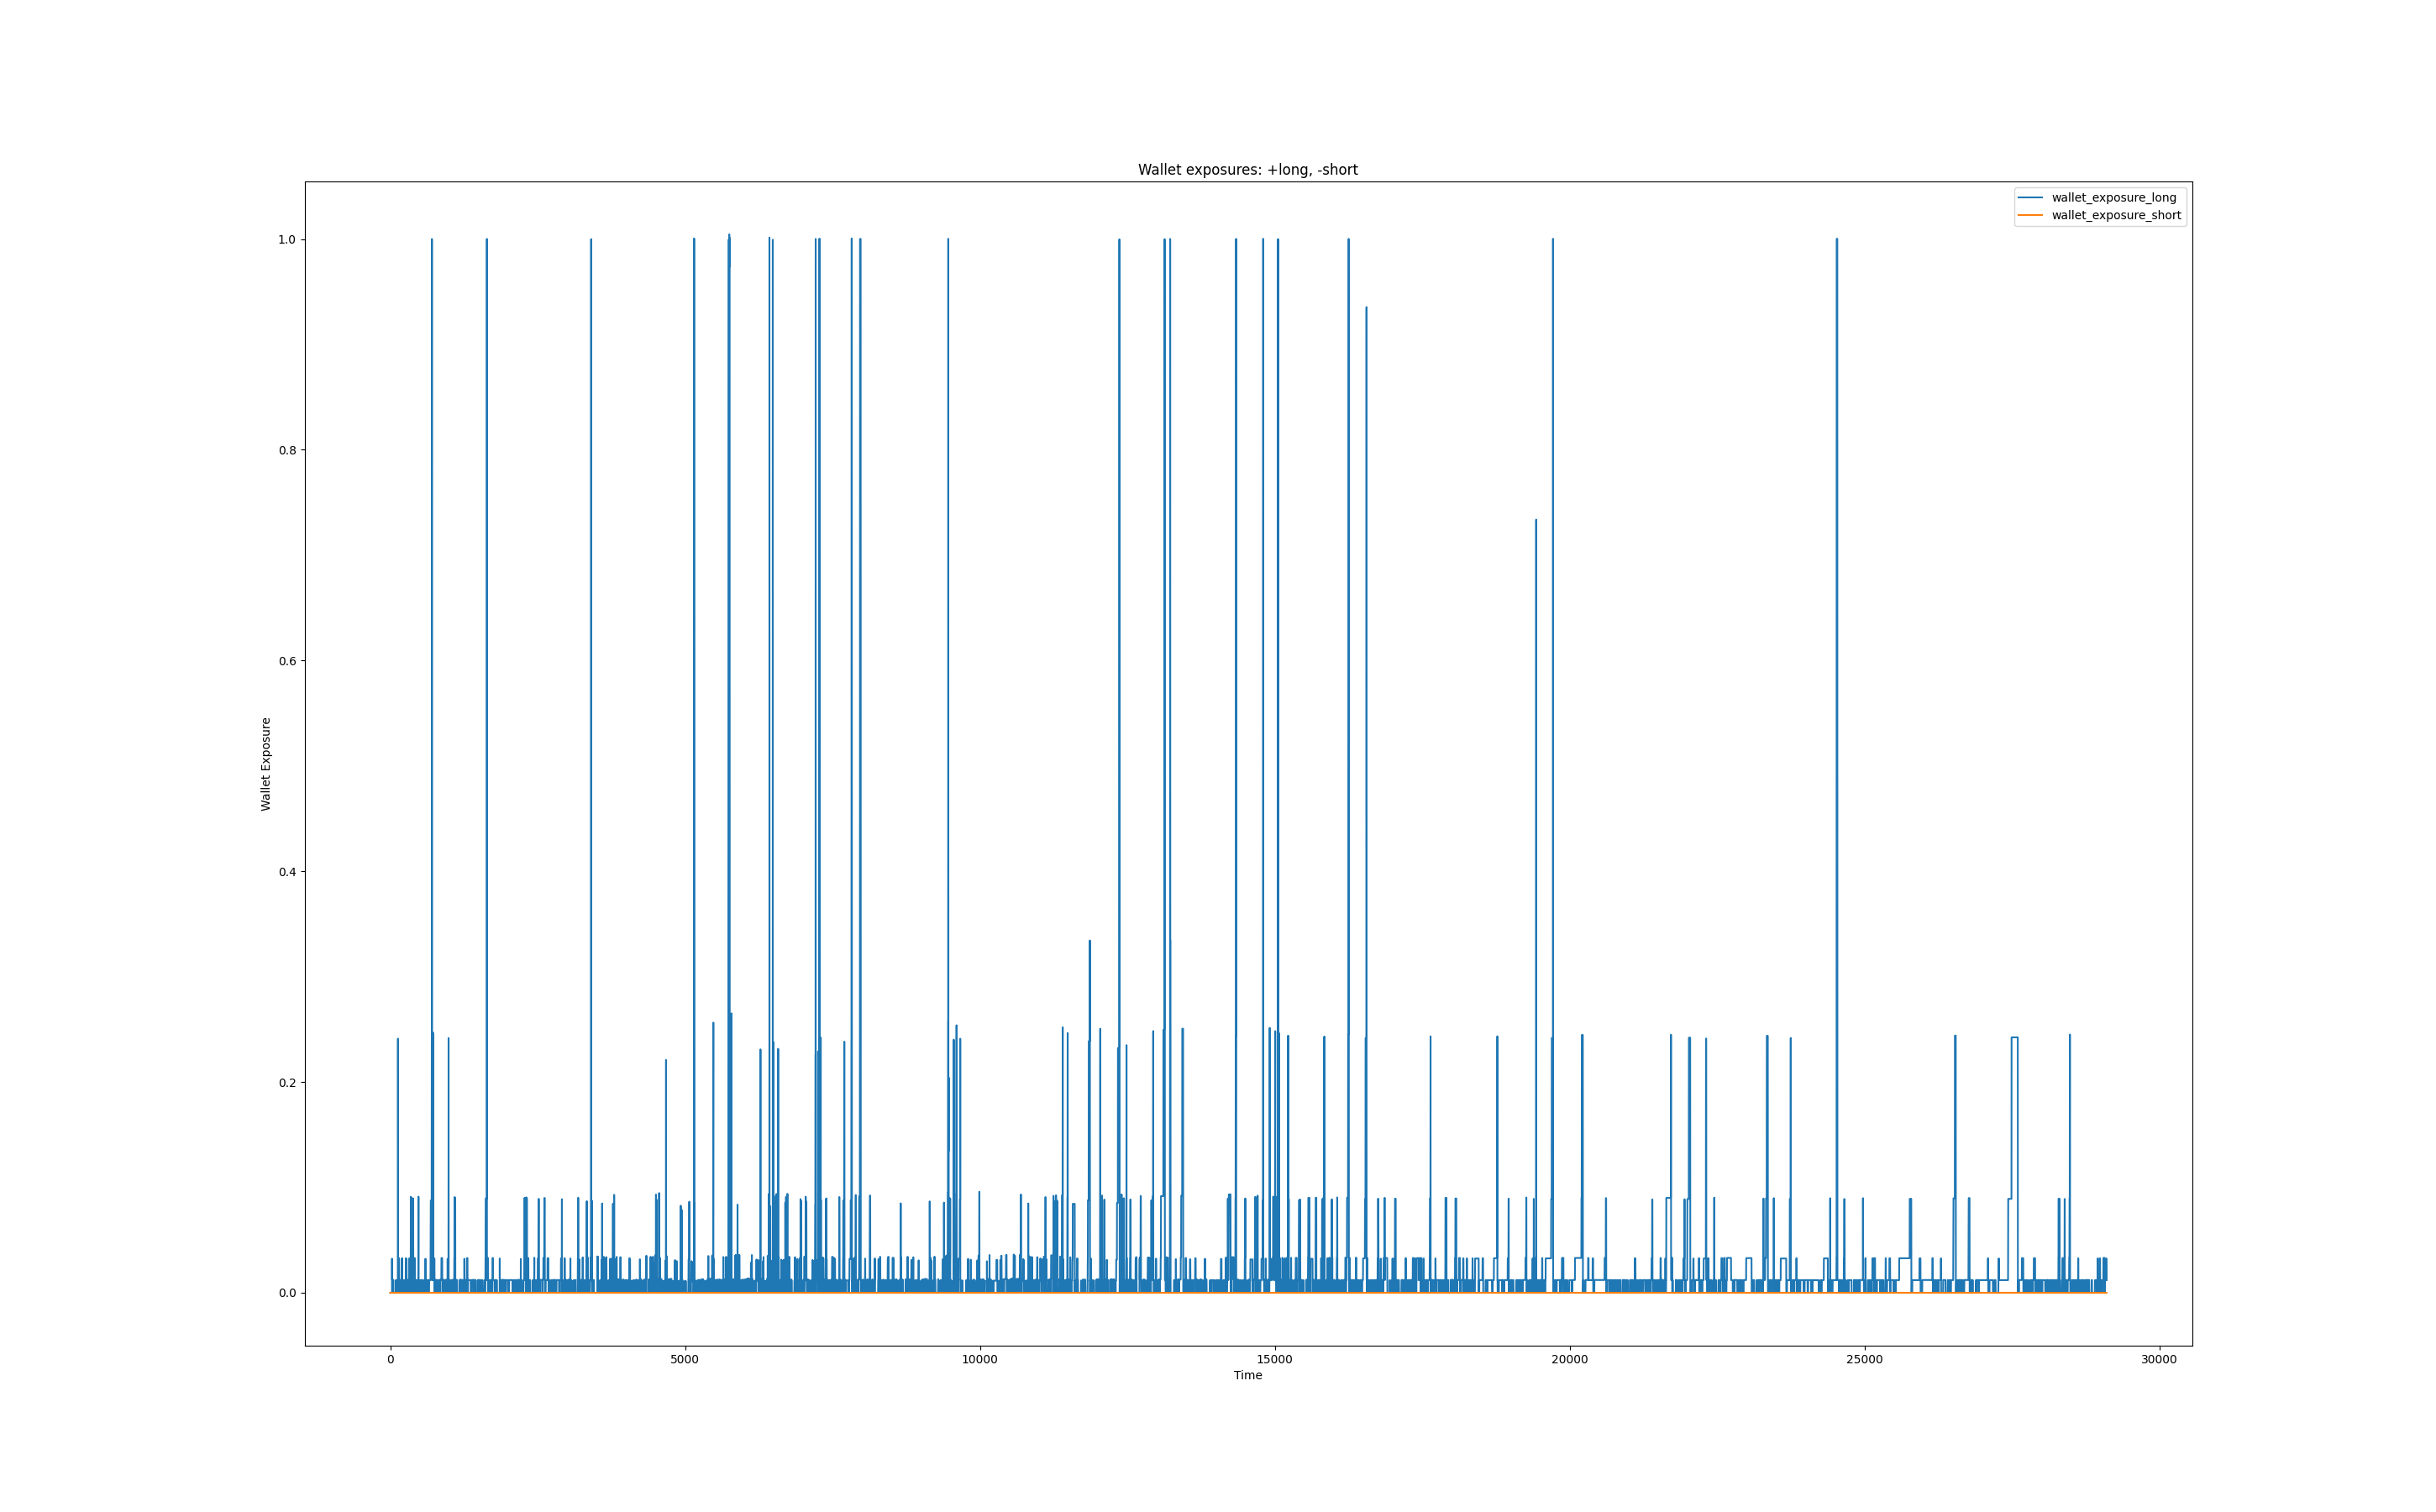 Wallet exposures: +long, -short
wallet_exposure_long
wallet_exposure_short
1.0
0.8
0.6
0.4
0.2
0.0
Wallet Exposure
0 5000 10000 15000 20000 25000 30000
Time